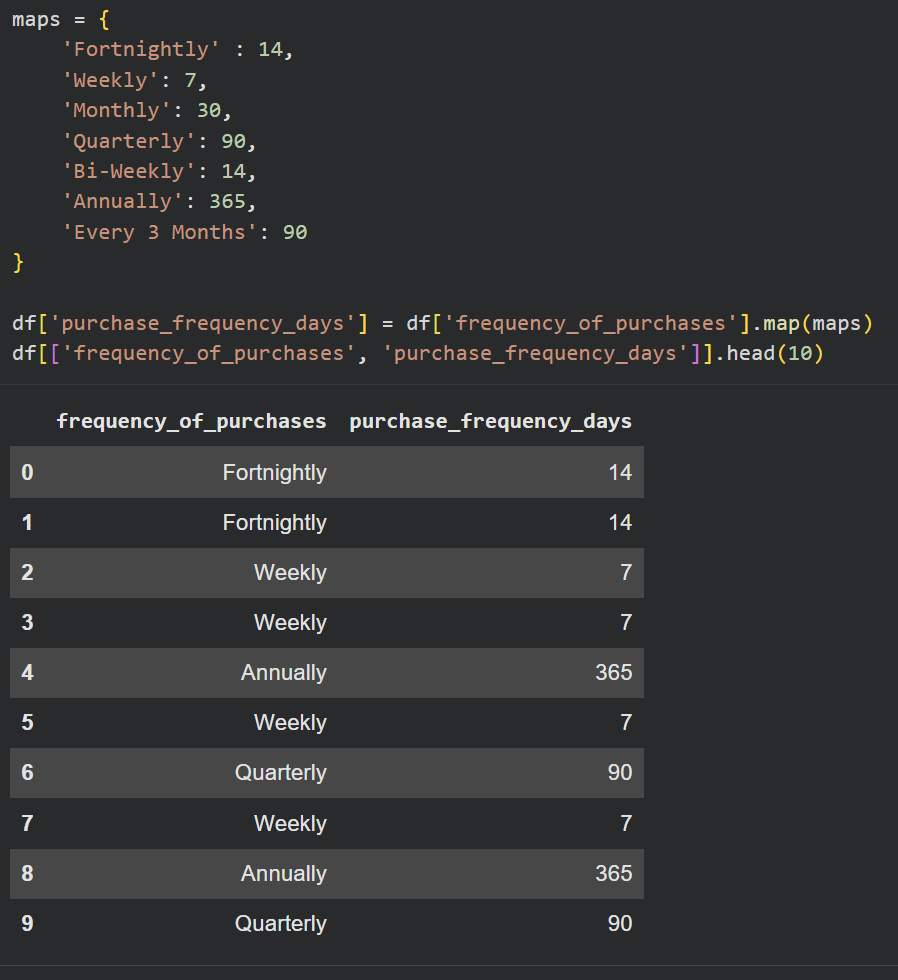 maps = {
    'Fortnightly' : 14,
    'Weekly': 7,
    'Monthly': 30,
    'Quarterly': 90,
    'Bi-Weekly': 14,
    'Annually': 365,
    'Every 3 Months': 90
}
df['purchase_frequency_days'] = df['frequency_of_purchases'].map(maps)
df[['frequency_of_purchases', 'purchase_frequency_days']].head(10)
frequency_of_purchases purchase_frequency_days
0 Fortnightly 14
1 Fortnightly 14
2 Weekly 7
3 Weekly 7
4 Annually 365
5 Weekly 7
6 Quarterly 90
7 Weekly 7
8 Annually 365
9 Quarterly 90